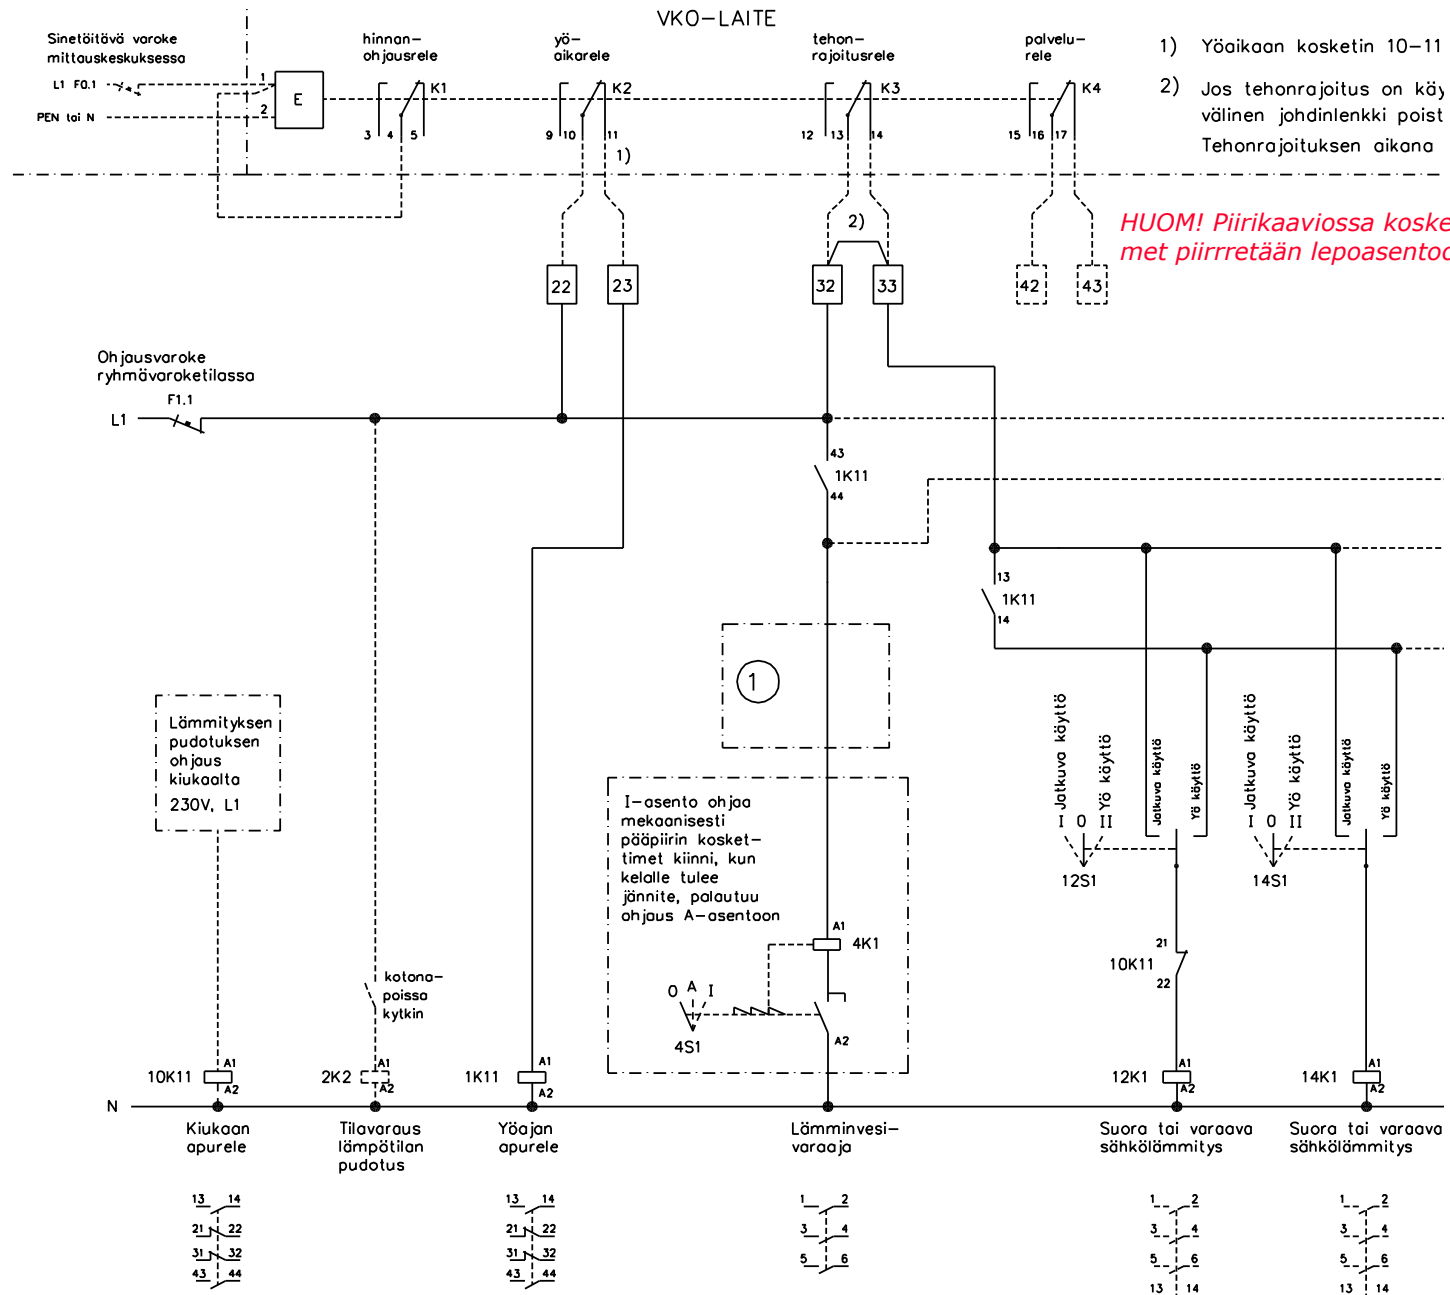 VKO-LAITE
Sinetöitävä varoke
mittauskeskuksessa
L1 F0.1
PEN tai N
1
2
E
hinnan-
ohjausrele
K1
3 4 5
yö-
aikarele
K2
9 10 11
1)
tehon-
rajoitusrele
K3
12 13 14
2)
palvelu-
rele
K4
15 16 17
1) Yöaikaan kosketin 10-11
2) Jos tehonrajoitus on käy
välinen johdinlenkki poist
Tehonrajoituksen aikana
HUOM! Piirikaaviossa koske
met piirrretään lepoasentoo
22
23
32
33
42
43
Ohjausvaroke
ryhmävaroketilassa
F1.1
L1
43
1K11
44
13
1K11
14
1
Lämmityksen
pudotuksen
ohjaus
kiukaalta
230V, L1
I-asento ohjaa
mekaanisesti
pääpiirin kosket-
timet kiinni, kun
kelalle tulee
jännite, palautuu
ohjaus A-asentoon
A1
4K1
O A I
4S1
A2
Jatkuva käyttö
Yö käyttö
I O II
12S1
Jatkuva käyttö
Yö käyttö
Jatkuva käyttö
Yö käyttö
I O II
14S1
Jatkuva käyttö
Yö käyttö
21
10K11
22
kotona-
poissa
kytkin
10K11
A1
A2
2K2
A1
A2
1K11
A1
A2
12K1
A1
A2
14K1
A1
A2
N
Kiukaan
apurele
Tilavaraus
lämpötilan
pudotus
Yöajan
apurele
Lämminvesi-
varaaja
Suora tai varaava
sähkölämmitys
Suora tai varaava
sähkölämmitys
13 14
21 22
31 32
43 44
13 14
21 22
31 32
43 44
1 2
3 4
5 6
1 2
3 4
5 6
13 14
1 2
3 4
5 6
13 14